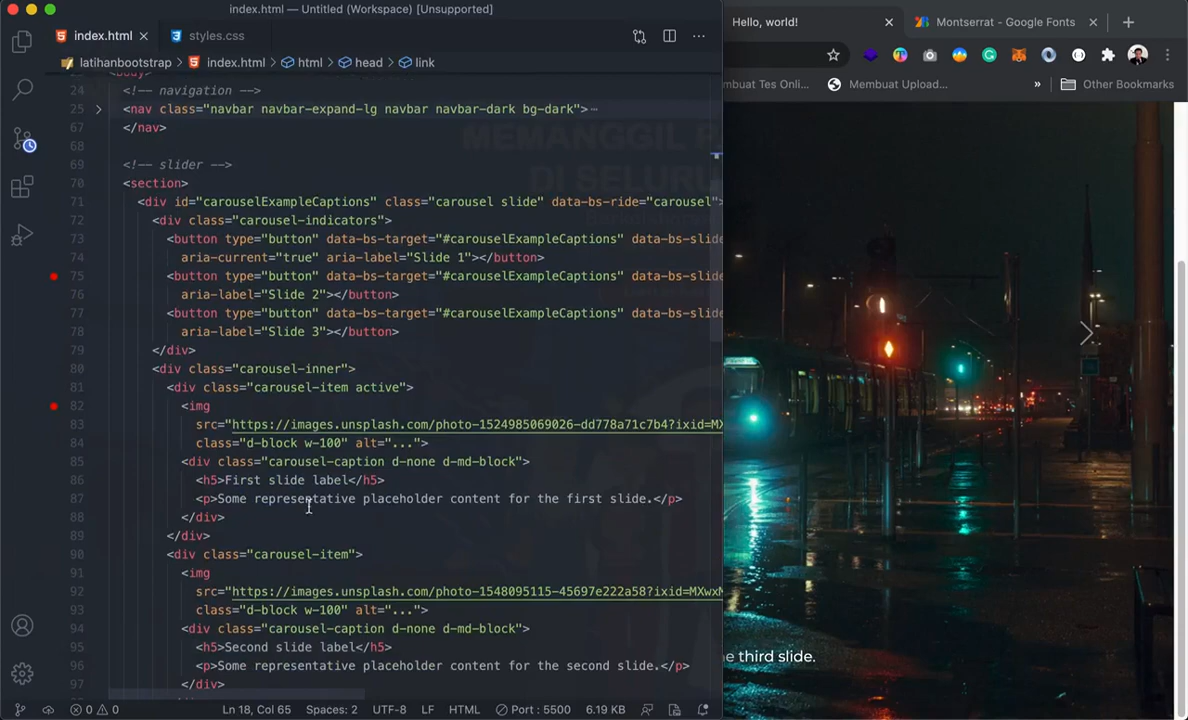 index.html — Untitled (Workspace) [Unsupported]
index.html
styles.css
latihanbootstrap > index.html > html > head > link
24 <!-- navigation -->
25 <nav class="navbar navbar-expand-lg navbar navbar-dark bg-dark">
67 </nav>
68
69 <!-- slider -->
70 <section>
71 <div id="carouselExampleCaptions" class="carousel slide" data-bs-ride="carousel"
72 <div class="carousel-indicators">
73 <button type="button" data-bs-target="#carouselExampleCaptions" data-bs-slide
74 aria-current="true" aria-label="Slide 1"></button>
75 <button type="button" data-bs-target="#carouselExampleCaptions" data-bs-slide
76 aria-label="Slide 2"></button>
77 <button type="button" data-bs-target="#carouselExampleCaptions" data-bs-slide
78 aria-label="Slide 3"></button>
79 </div>
80 <div class="carousel-inner">
81 <div class="carousel-item active">
82 <img
83 src="https://images.unsplash.com/photo-1524985069026-dd778a71c7b4?ixid=MX
84 class="d-block w-100" alt="...">
85 <div class="carousel-caption d-none d-md-block">
86 <h5>First slide label</h5>
87 <p>Some representative placeholder content for the first slide.</p>
88 </div>
89 </div>
90 <div class="carousel-item">
91 <img
92 src="https://images.unsplash.com/photo-1548095115-45697e222a58?ixid=MXwx
93 class="d-block w-100" alt="...">
94 <div class="carousel-caption d-none d-md-block">
95 <h5>Second slide label</h5>
96 <p>Some representative placeholder content for the second slide.</p>
97 </div>
MEMANGGIL
DI SELURU
0 0
Ln 18, Col 65
Spaces: 2
UTF-8
LF
HTML
Port : 5500
6.19 KB
Hello, world!
Montserrat - Google Fonts
mbuat Tes Onli...
Membuat Upload...
»
Other Bookmarks
e third slide.